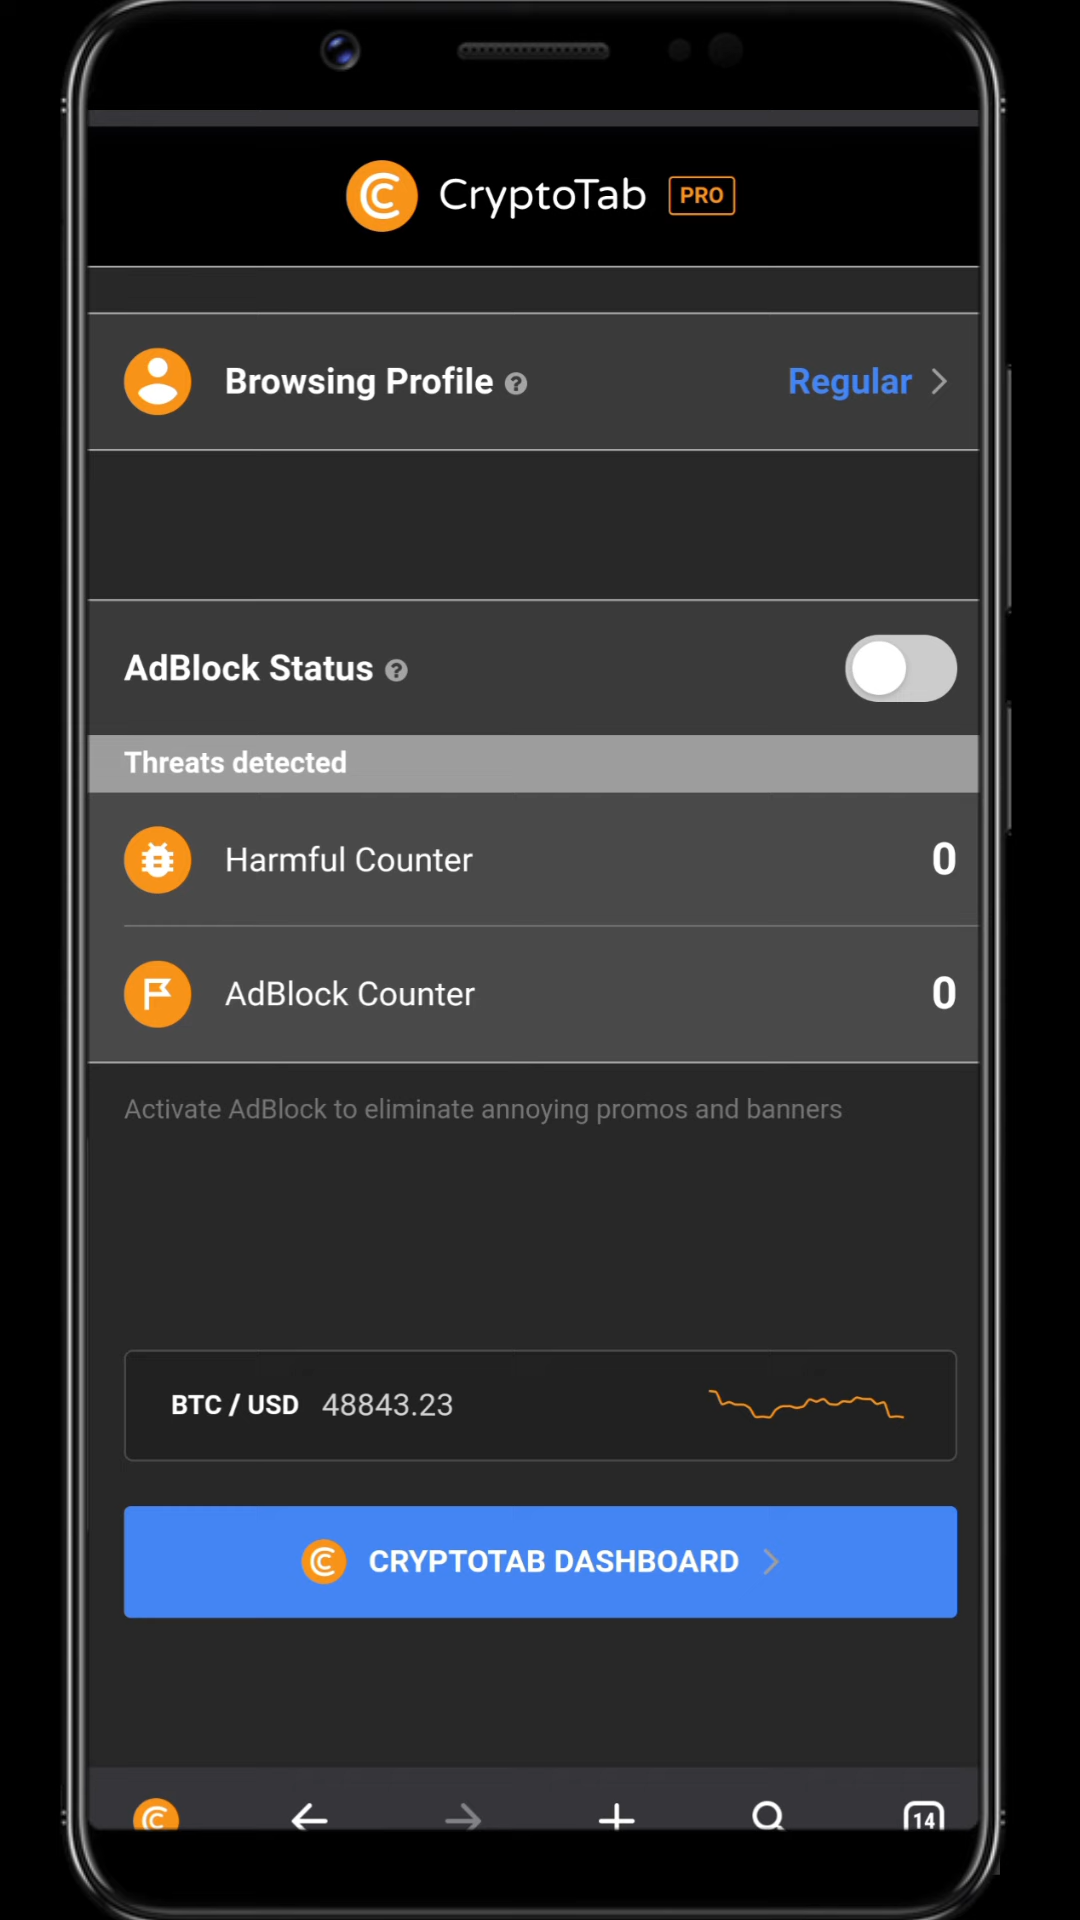 CryptoTab PRO
Browsing Profile ? Regular
AdBlock Status ?
Threats detected
Harmful Counter 0
AdBlock Counter 0
Activate AdBlock to eliminate annoying promos and banners
BTC / USD 48843.23
CRYPTOTAB DASHBOARD
14